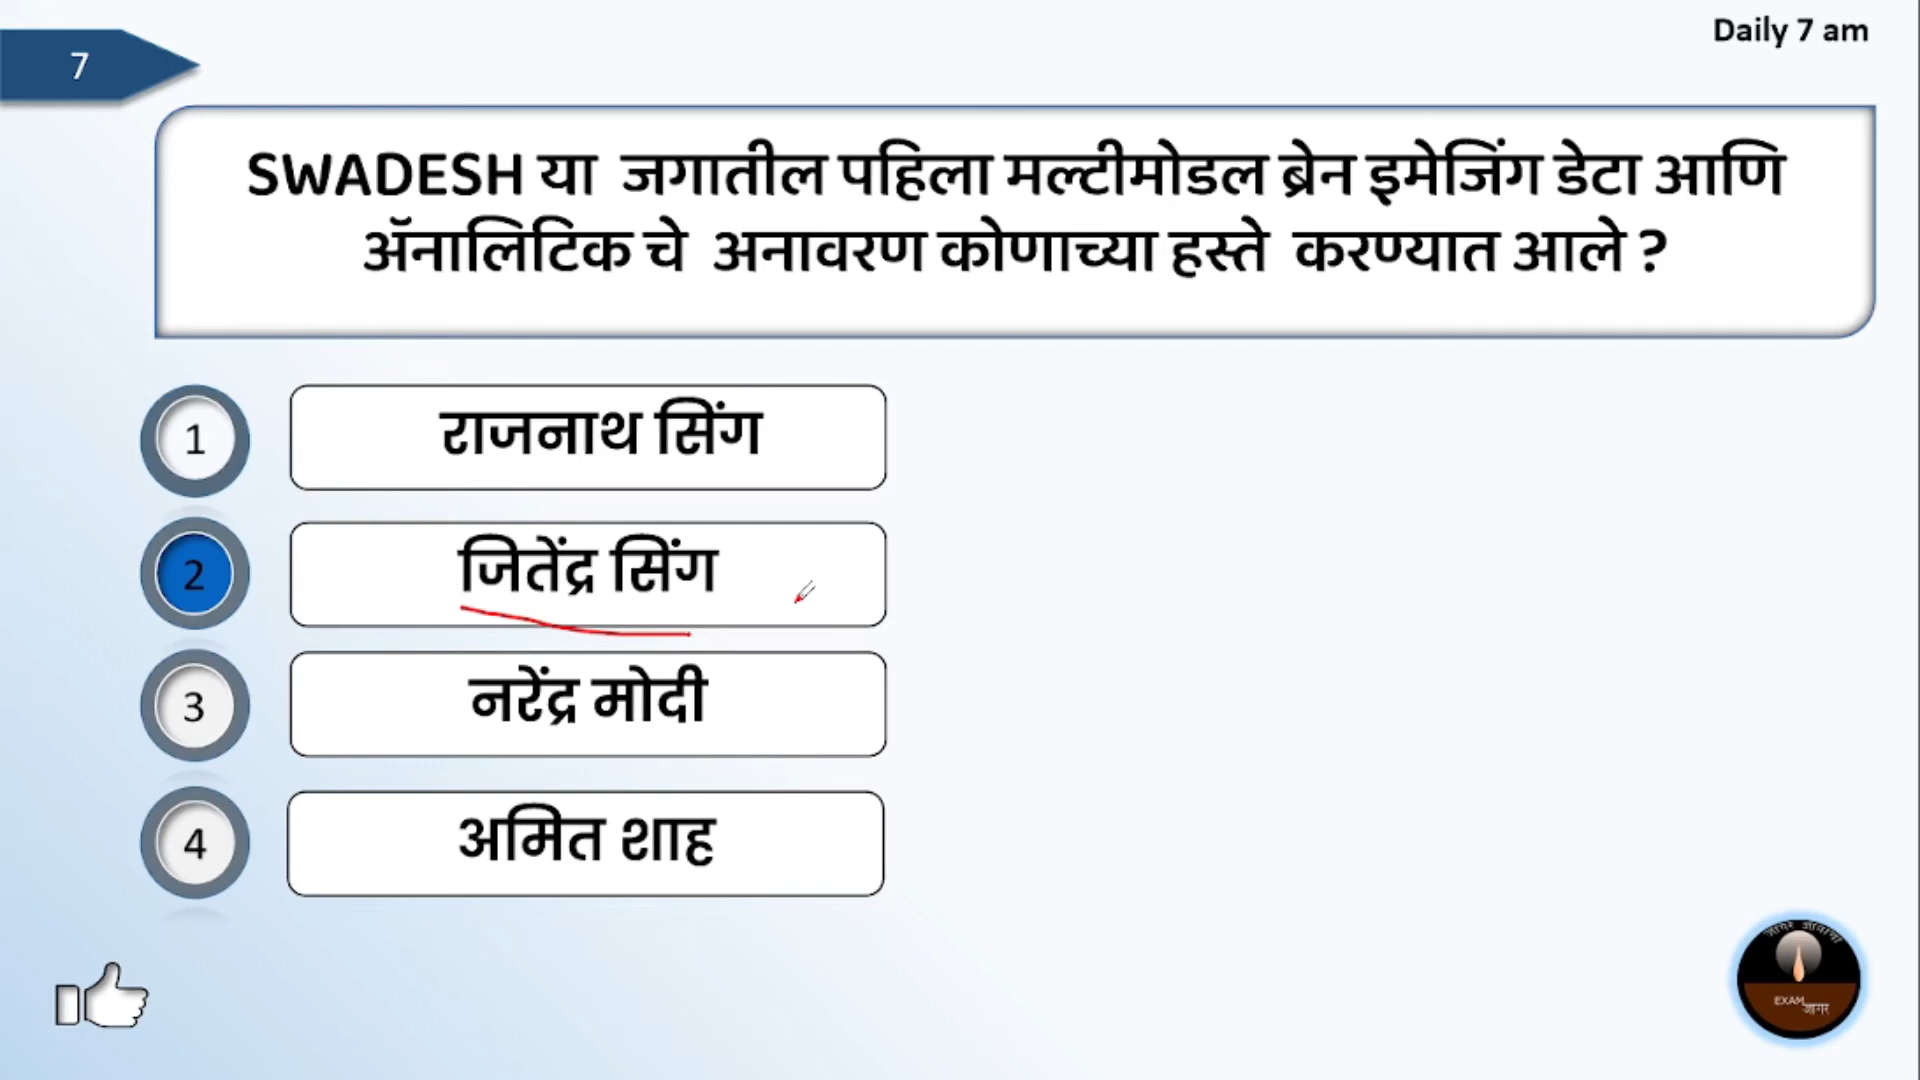 Daily 7 am
7
SWADESH या जगातील पहिला मल्टीमोडल ब्रेन इमेजिंग डेटा आणि
ॲनालिटिक चे अनावरण कोणाच्या हस्ते करण्यात आले ?
1
राजनाथ सिंग
2
जितेंद्र सिंग
3
नरेंद्र मोदी
4
अमित शाह
EXAM
जागर